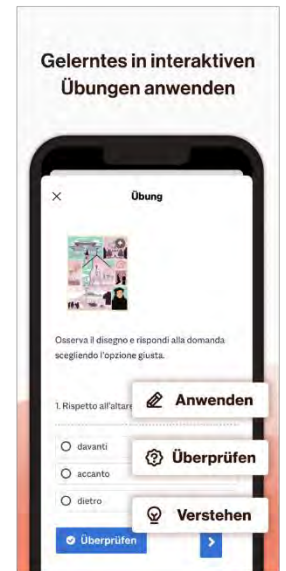 Gelerntes in interaktiven
Übungen anwenden
Übung
Osserva il disegno e rispondi alla domanda
scegliendo l'opzione giusta.
1. Rispetto all'altare
Anwenden
davanti
Überprüfen
accanto
dietro
Verstehen
Überprüfen